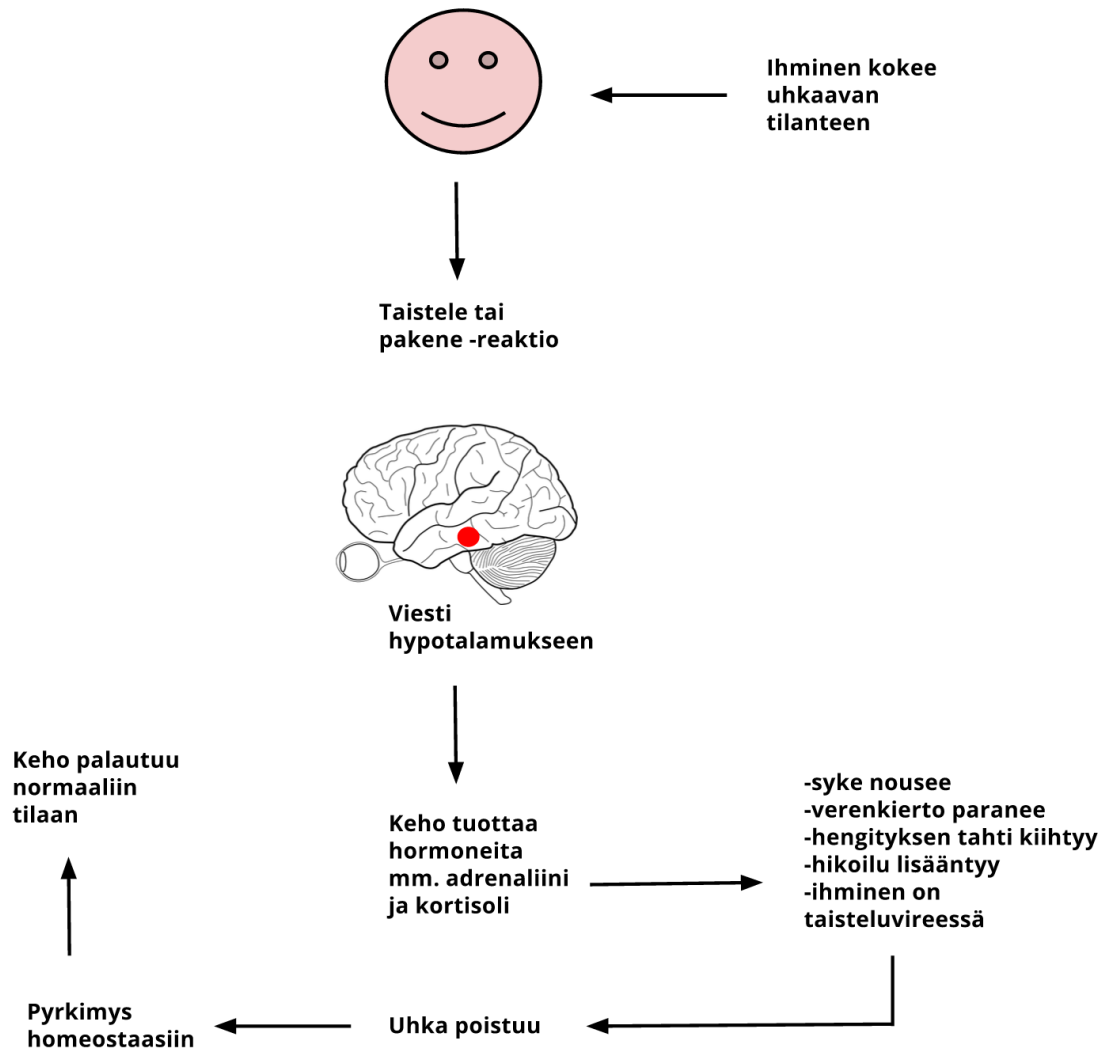 Ihminen kokee
uhkaavan
tilanteen
Taistele tai
pakene -reaktio
Viesti
hypotalamukseen
Keho tuottaa
hormoneita
mm. adrenaliini
ja kortisoli
-syke nousee
-verenkierto paranee
-hengityksen tahti kiihtyy
-hikoilu lisääntyy
-ihminen on
taisteluvireessä
Uhka poistuu
Pyrkimys
homeostaasiin
Keho palautuu
normaaliin
tilaan